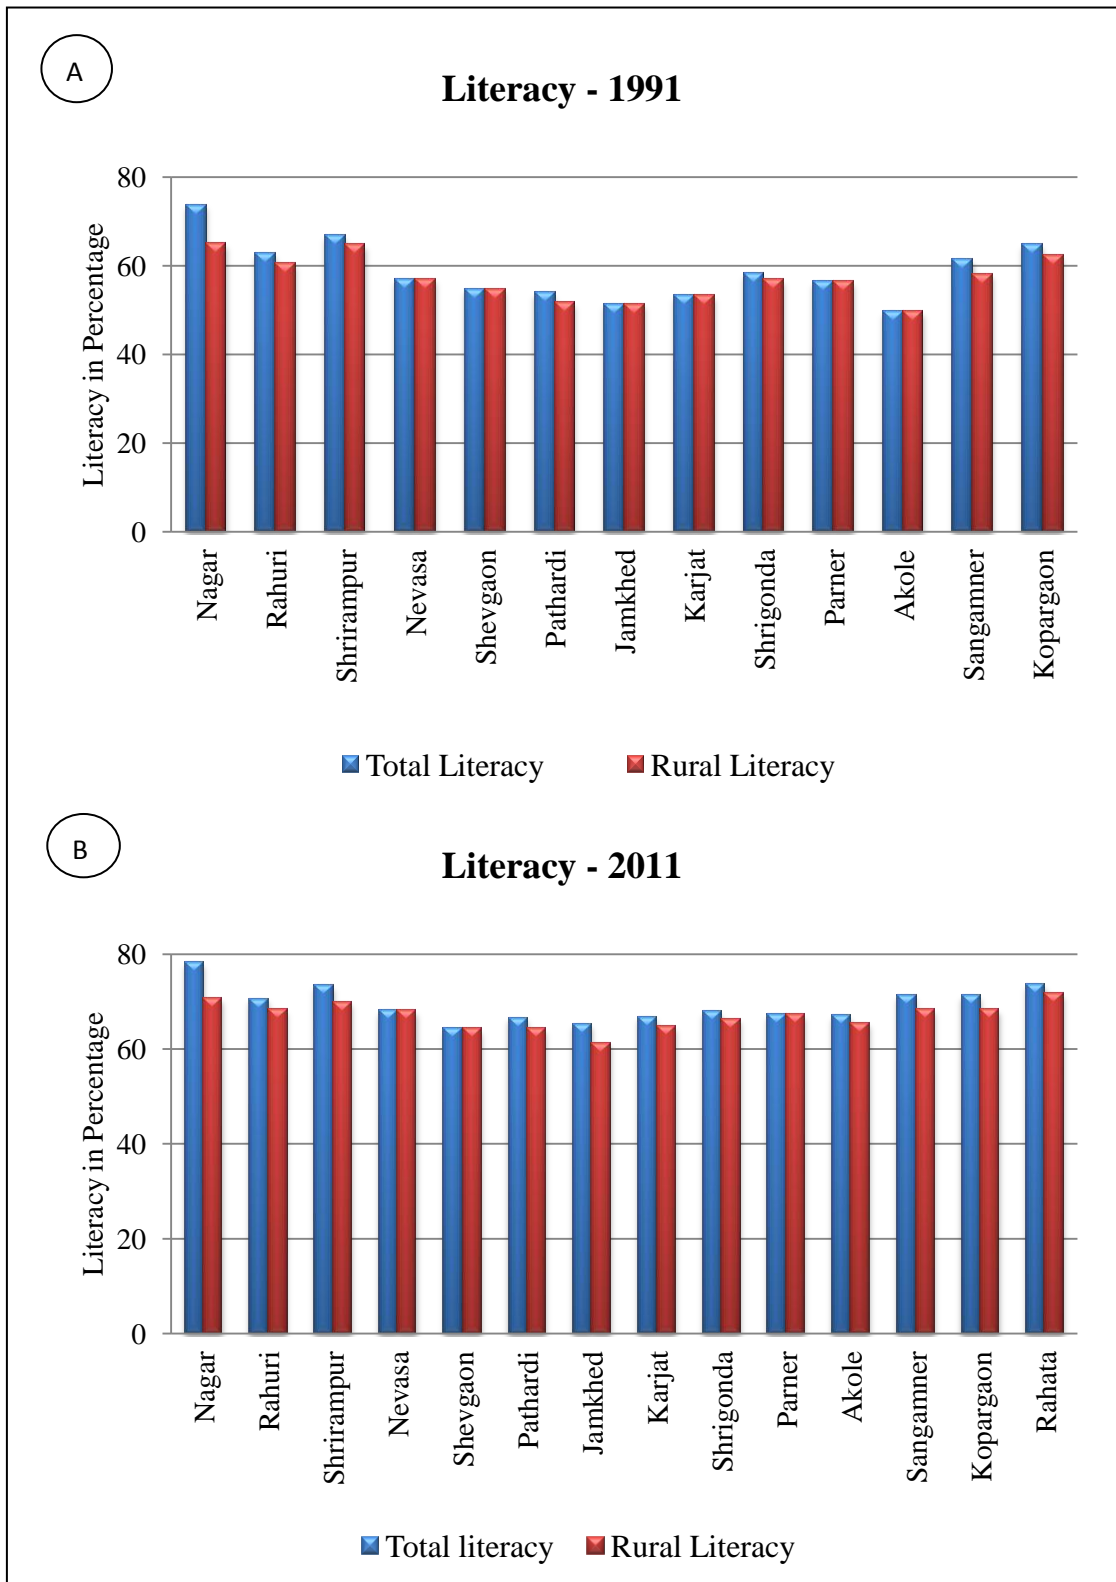 A
Literacy - 1991
Literacy in Percentage
80
60
40
20
0
Nagar
Rahuri
Shrirampur
Nevasa
Shevgaon
Pathardi
Jamkhed
Karjat
Shrigonda
Parner
Akole
Sangamner
Kopargaon
Total Literacy Rural Literacy
B
Literacy - 2011
Literacy in Percentage
80
60
40
20
0
Nagar
Rahuri
Shrirampur
Nevasa
Shevgaon
Pathardi
Jamkhed
Karjat
Shrigonda
Parner
Akole
Sangamner
Kopargaon
Rahata
Total literacy Rural Literacy